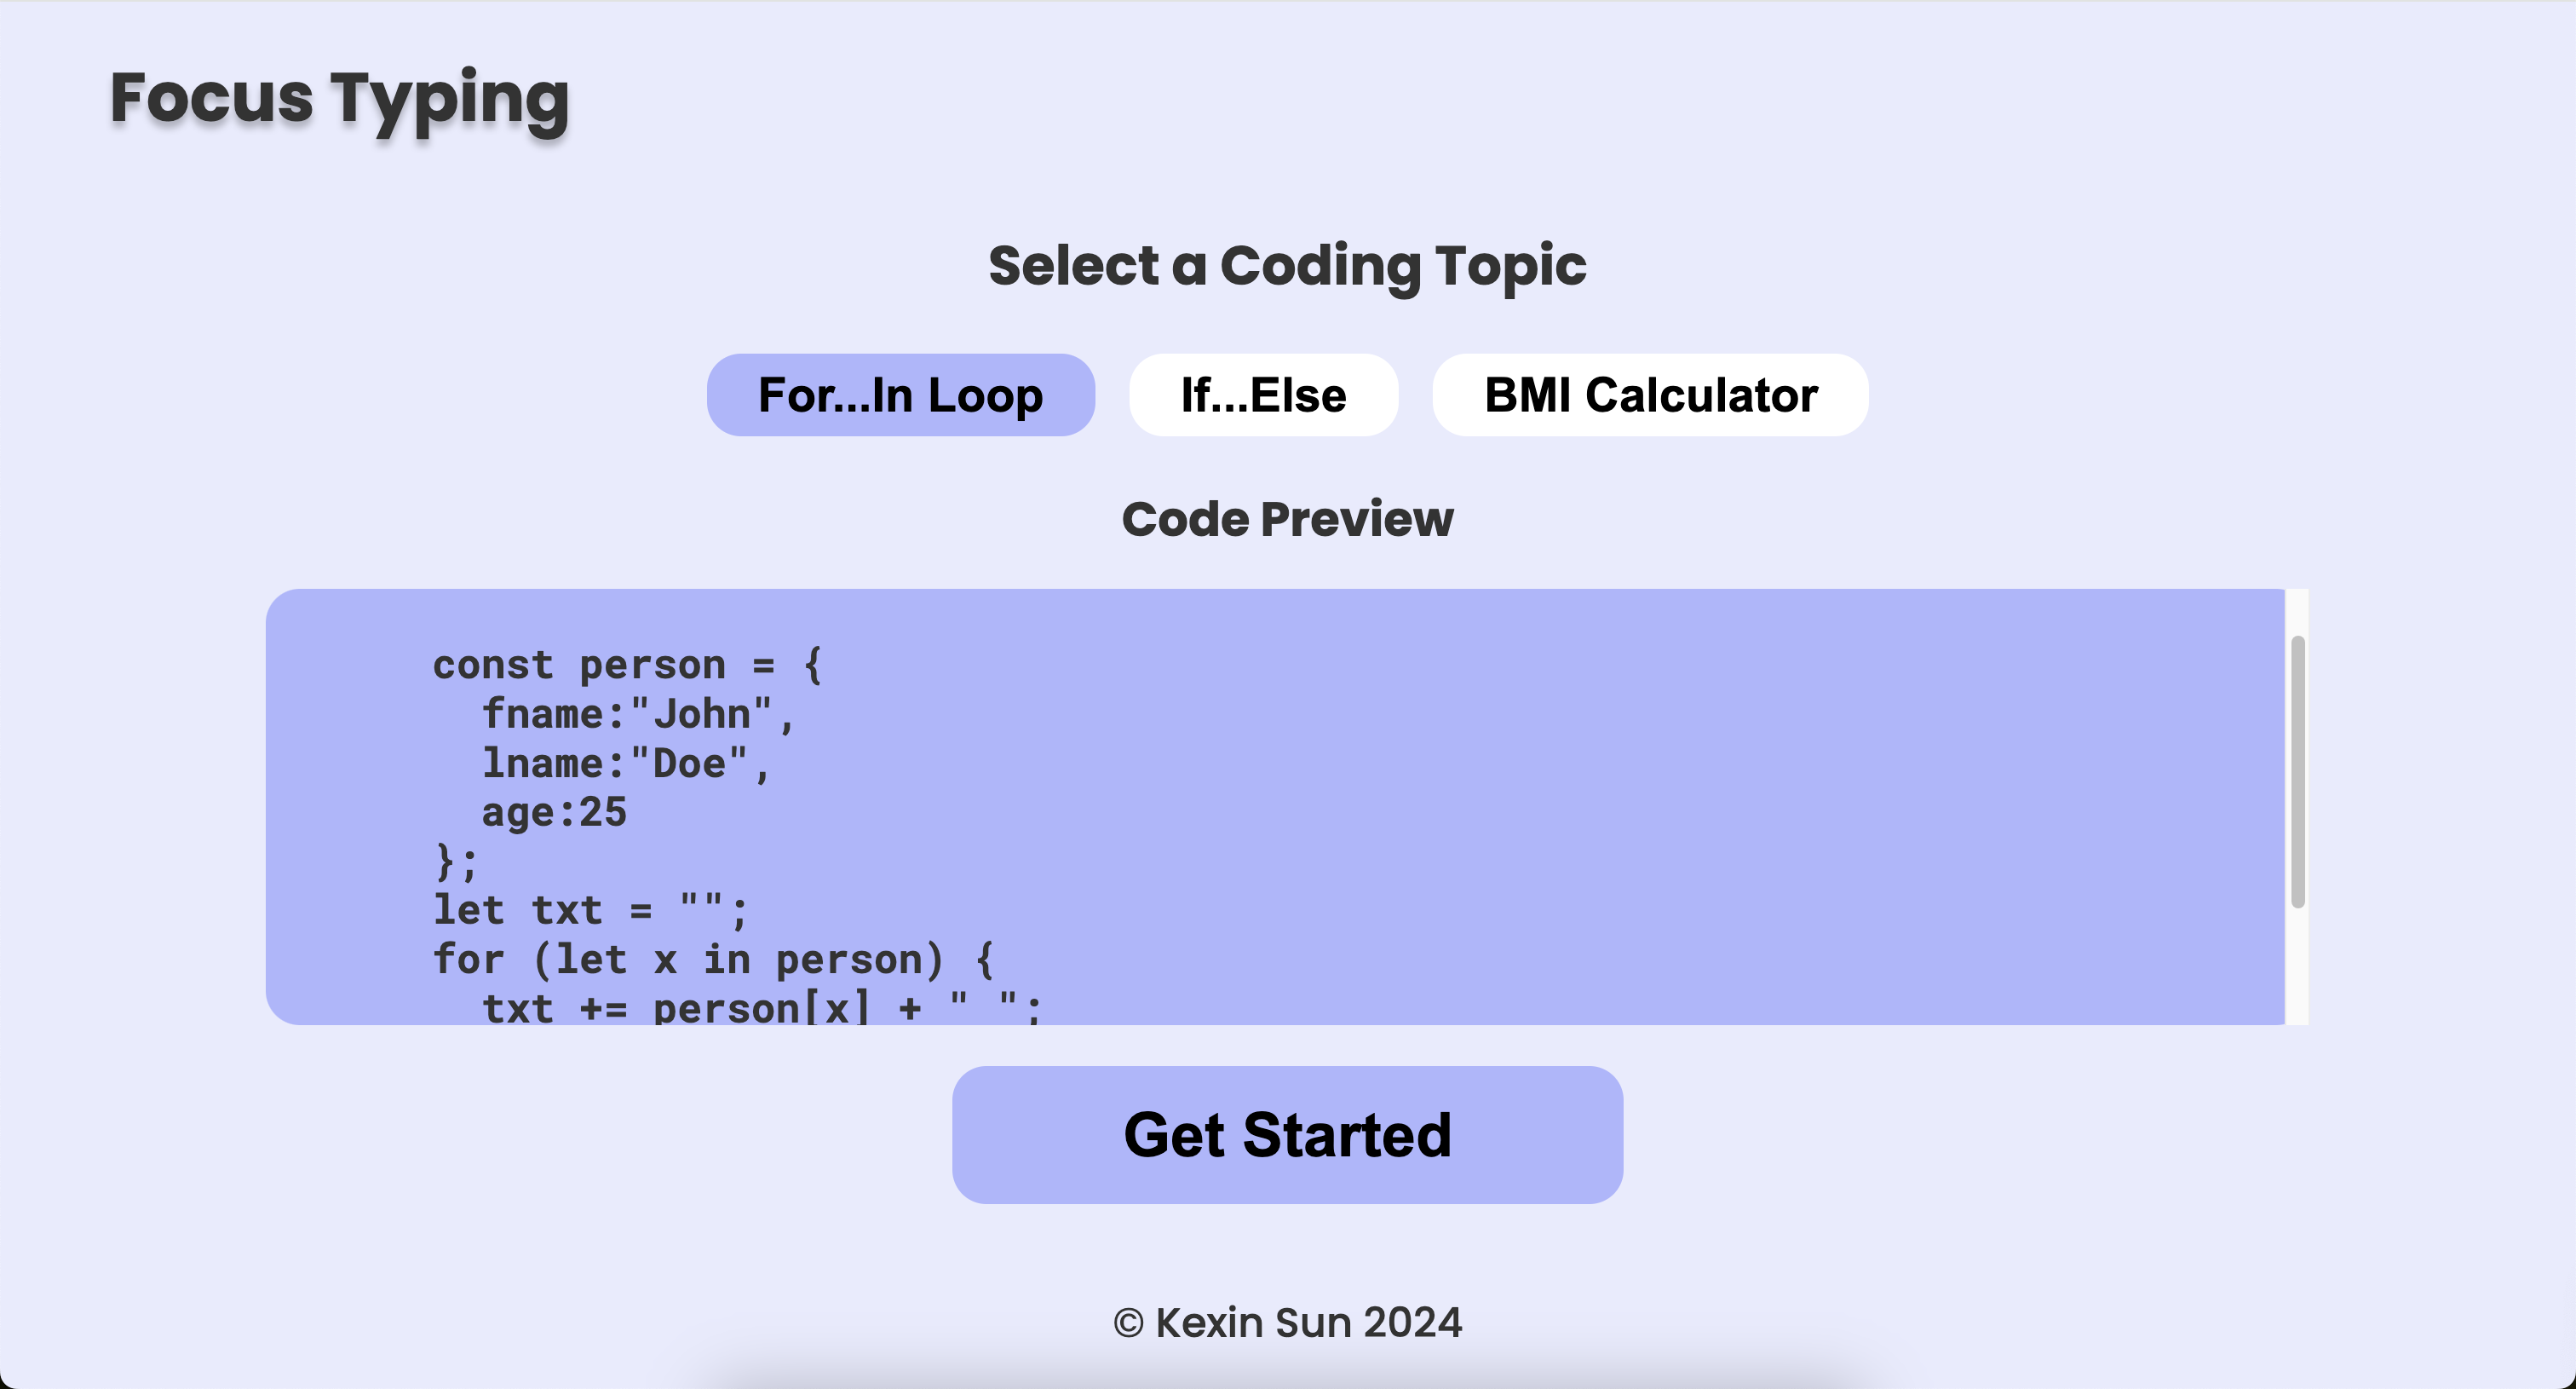 Focus Typing
Select a Coding Topic
For...In Loop If...Else BMI Calculator
Code Preview
const person = {
  fname:"John",
  lname:"Doe",
  age:25
};
let txt = "";
for (let x in person) {
  txt += person[x] + " ";
Get Started
© Kexin Sun 2024